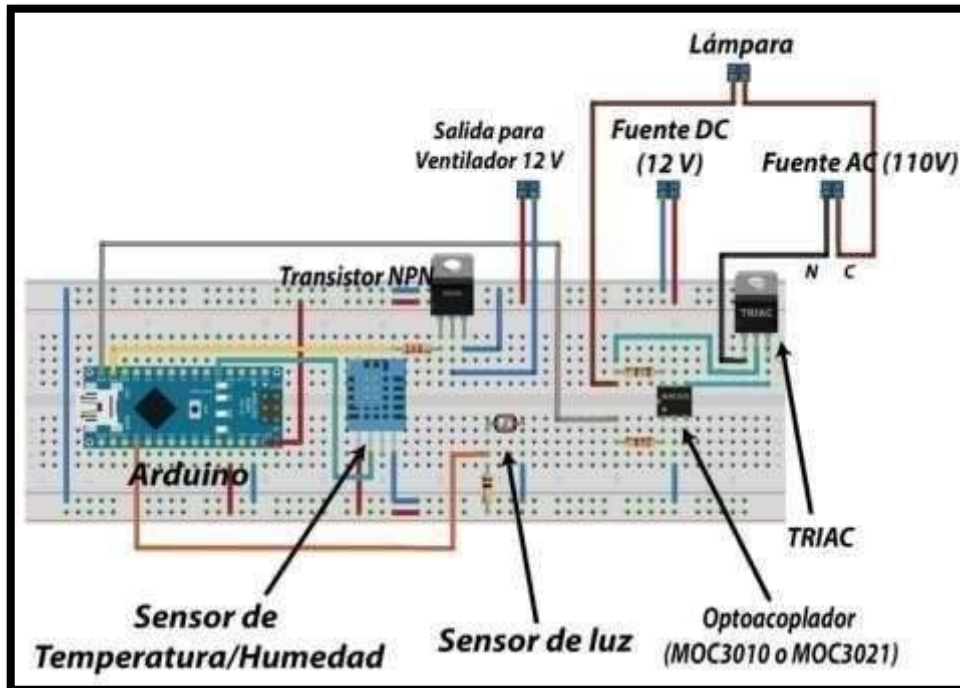 Lámpara
Salida para
Ventilador 12 V
Fuente DC
(12 V)
Fuente AC (110V)
N
C
Transistor NPN
TRIAC
Arduino
TRIAC
Sensor de
Temperatura/Humedad
Sensor de luz
Optoacoplador
(MOC3010 o MOC3021)